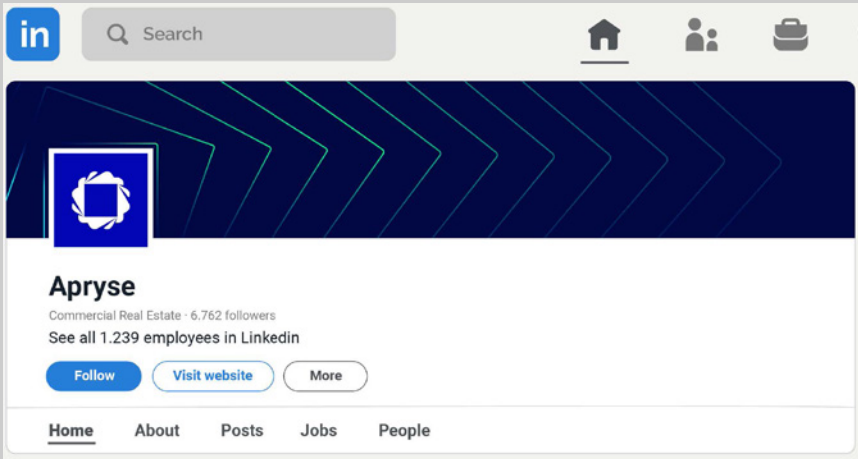 in Search
Apryse
Commercial Real Estate · 6.762 followers
See all 1.239 employees in Linkedin
Follow Visit website More
Home About Posts Jobs People